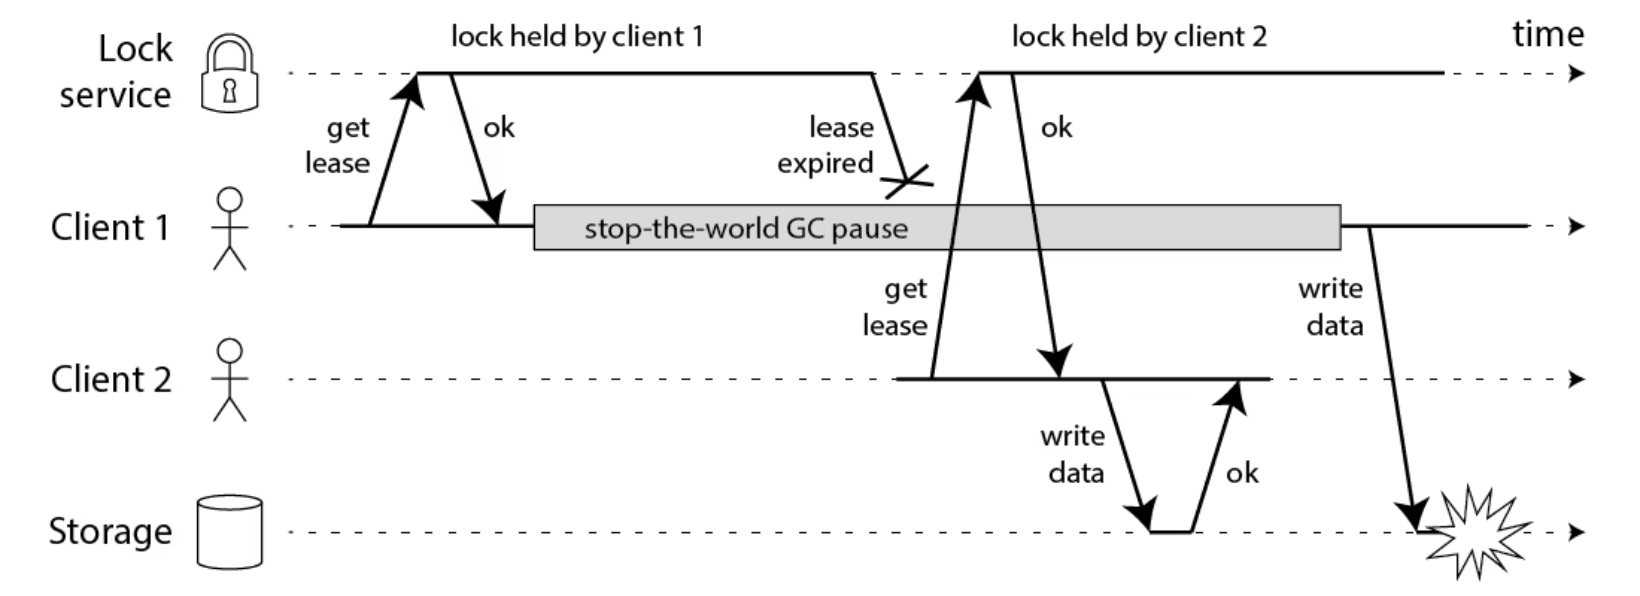 lock held by client 1
lock held by client 2
time
Lock
service
get
lease
ok
lease
expired
ok
Client 1
stop-the-world GC pause
get
lease
write
data
Client 2
write
data
ok
Storage